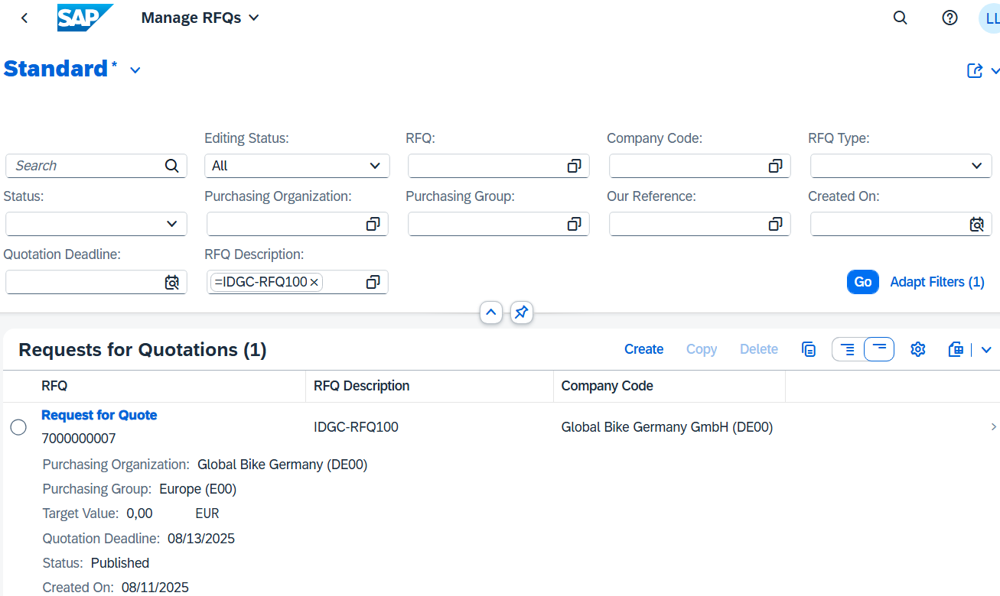 SAP Manage RFQs LL
Standard *
Editing Status: RFQ: Company Code: RFQ Type:
Search All
Status: Purchasing Organization: Purchasing Group: Our Reference: Created On:
Quotation Deadline: RFQ Description:
=IDGC-RFQ100 Go Adapt Filters (1)
Requests for Quotations (1) Create Copy Delete
RFQ RFQ Description Company Code
Request for Quote
7000000007 IDGC-RFQ100 Global Bike Germany GmbH (DE00)
Purchasing Organization: Global Bike Germany (DE00)
Purchasing Group: Europe (E00)
Target Value: 0,00 EUR
Quotation Deadline: 08/13/2025
Status: Published
Created On: 08/11/2025